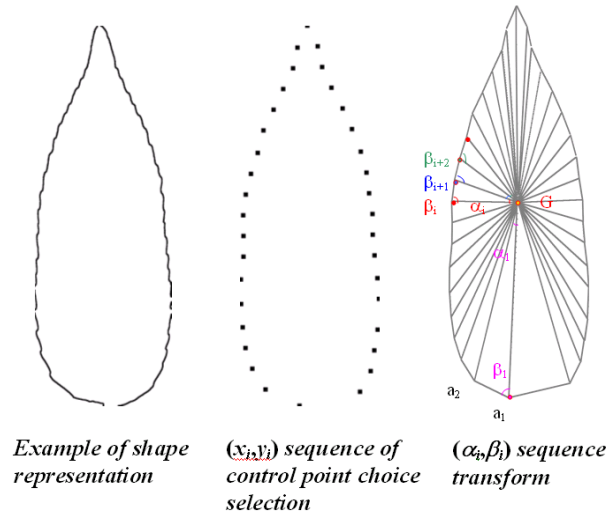 β_{i+2}
β_{i+1}
β_i
α_i
G
α_1
β_1
a_2
a_1
Example of shape
representation
(x_i,y_i) sequence of
control point choice
selection
(α_i,β_i) sequence
transform